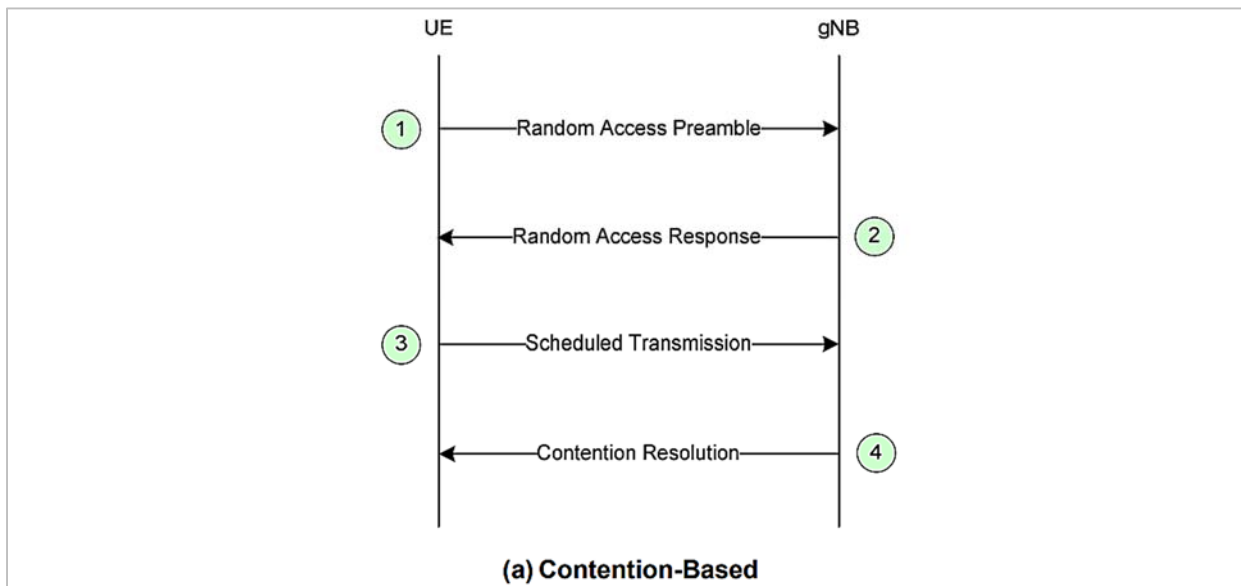 UE gNB
1 Random Access Preamble
Random Access Response 2
3 Scheduled Transmission
Contention Resolution 4
(a) Contention-Based